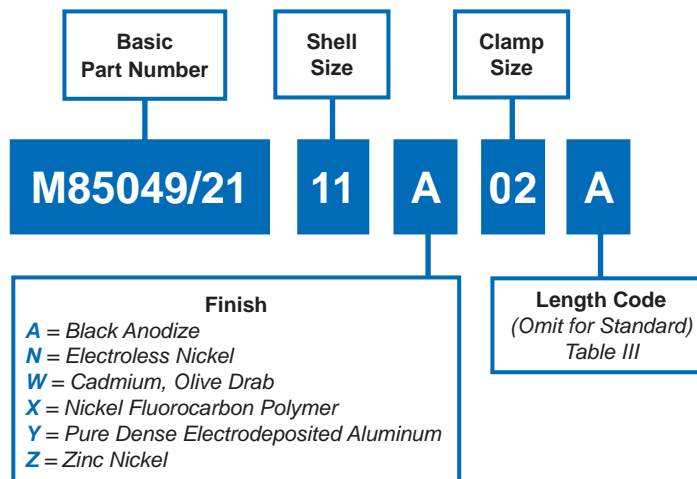 Basic
Part Number
Shell
Size
Clamp
Size
M85049/21 11 A 02 A
Finish
A = Black Anodize
N = Electroless Nickel
W = Cadmium, Olive Drab
X = Nickel Fluorocarbon Polymer
Y = Pure Dense Electrodeposited Aluminum
Z = Zinc Nickel
Length Code
(Omit for Standard)
Table III